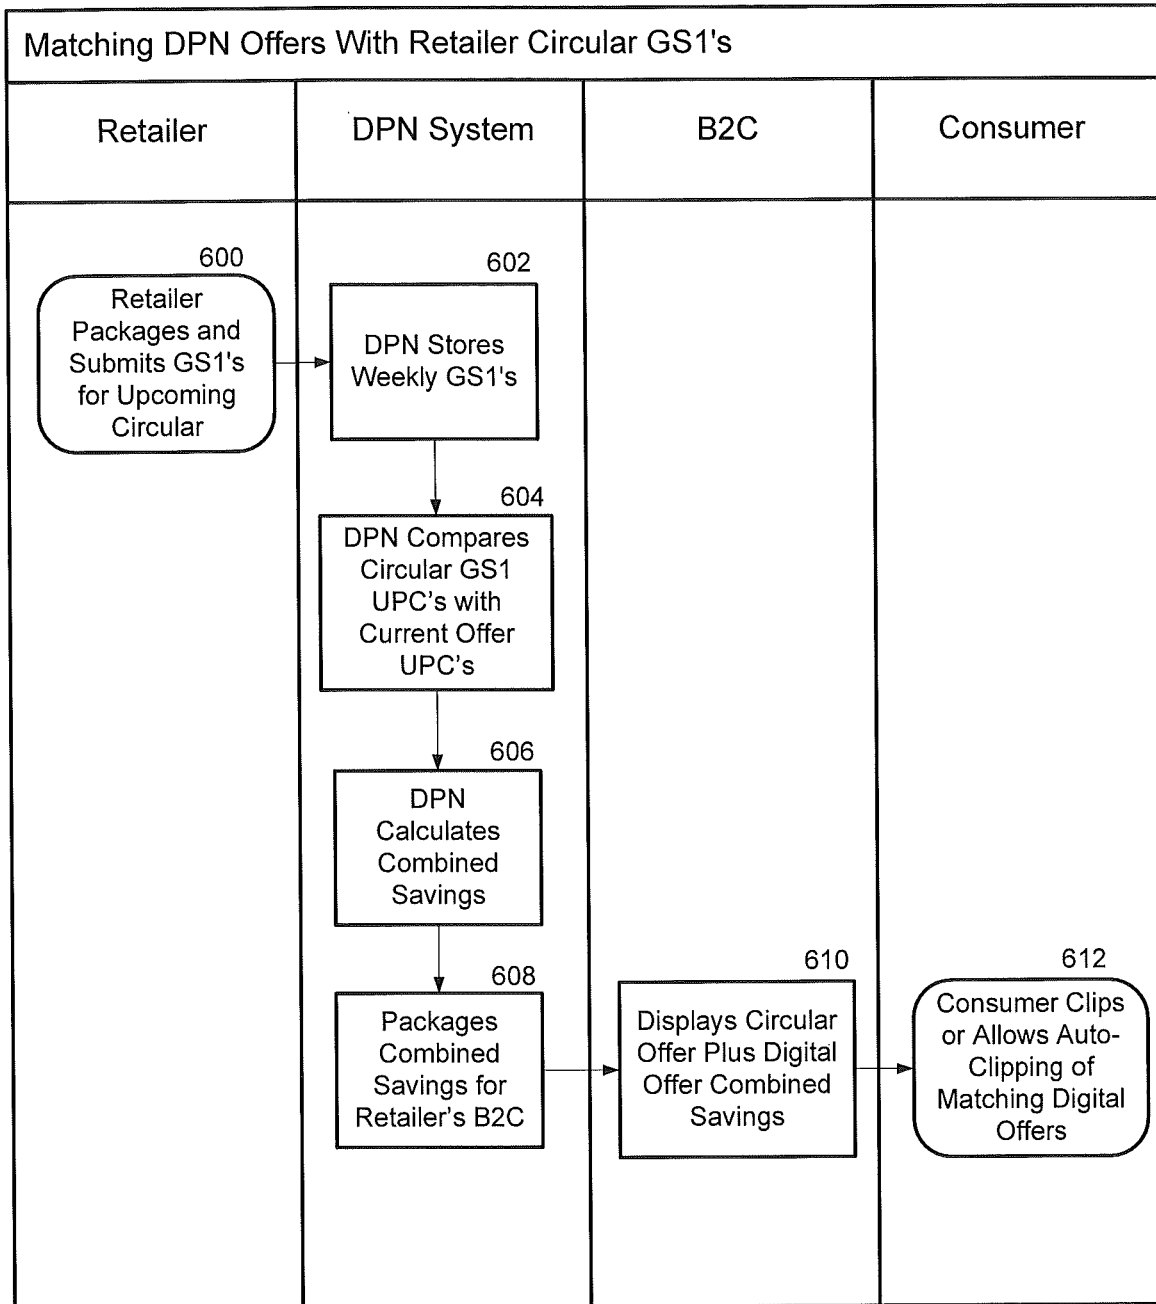 Matching DPN Offers With Retailer Circular GS1's
Retailer
DPN System
B2C
Consumer
600
Retailer
Packages and
Submits GS1's
for Upcoming
Circular
602
DPN Stores
Weekly GS1's
604
DPN Compares
Circular GS1
UPC's with
Current Offer
UPC's
606
DPN
Calculates
Combined
Savings
608
Packages
Combined
Savings for
Retailer's B2C
610
Displays Circular
Offer Plus Digital
Offer Combined
Savings
612
Consumer Clips
or Allows Auto-
Clipping of
Matching Digital
Offers